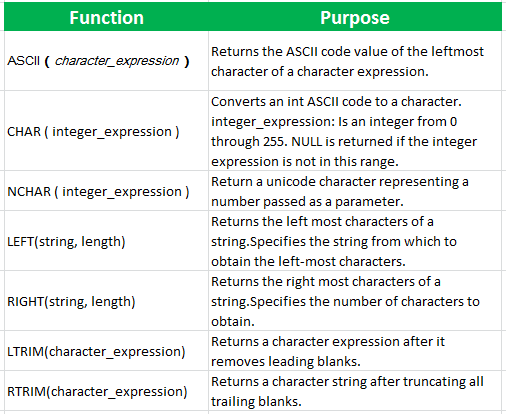 Function Purpose
ASCII ( character_expression )
Returns the ASCII code value of the leftmost
character of a character expression.
CHAR ( integer_expression )
Converts an int ASCII code to a character.
integer_expression: Is an integer from 0
through 255. NULL is returned if the integer
expression is not in this range.
NCHAR ( integer_expression )
Return a unicode character representing a
number passed as a parameter.
LEFT(string, length)
Returns the left most characters of a
string.Specifies the string from which to
obtain the left-most characters.
RIGHT(string, length)
Returns the right most characters of a
string.Specifies the number of characters to
obtain.
LTRIM(character_expression)
Returns a character expression after it
removes leading blanks.
RTRIM(character_expression)
Returns a character string after truncating all
trailing blanks.